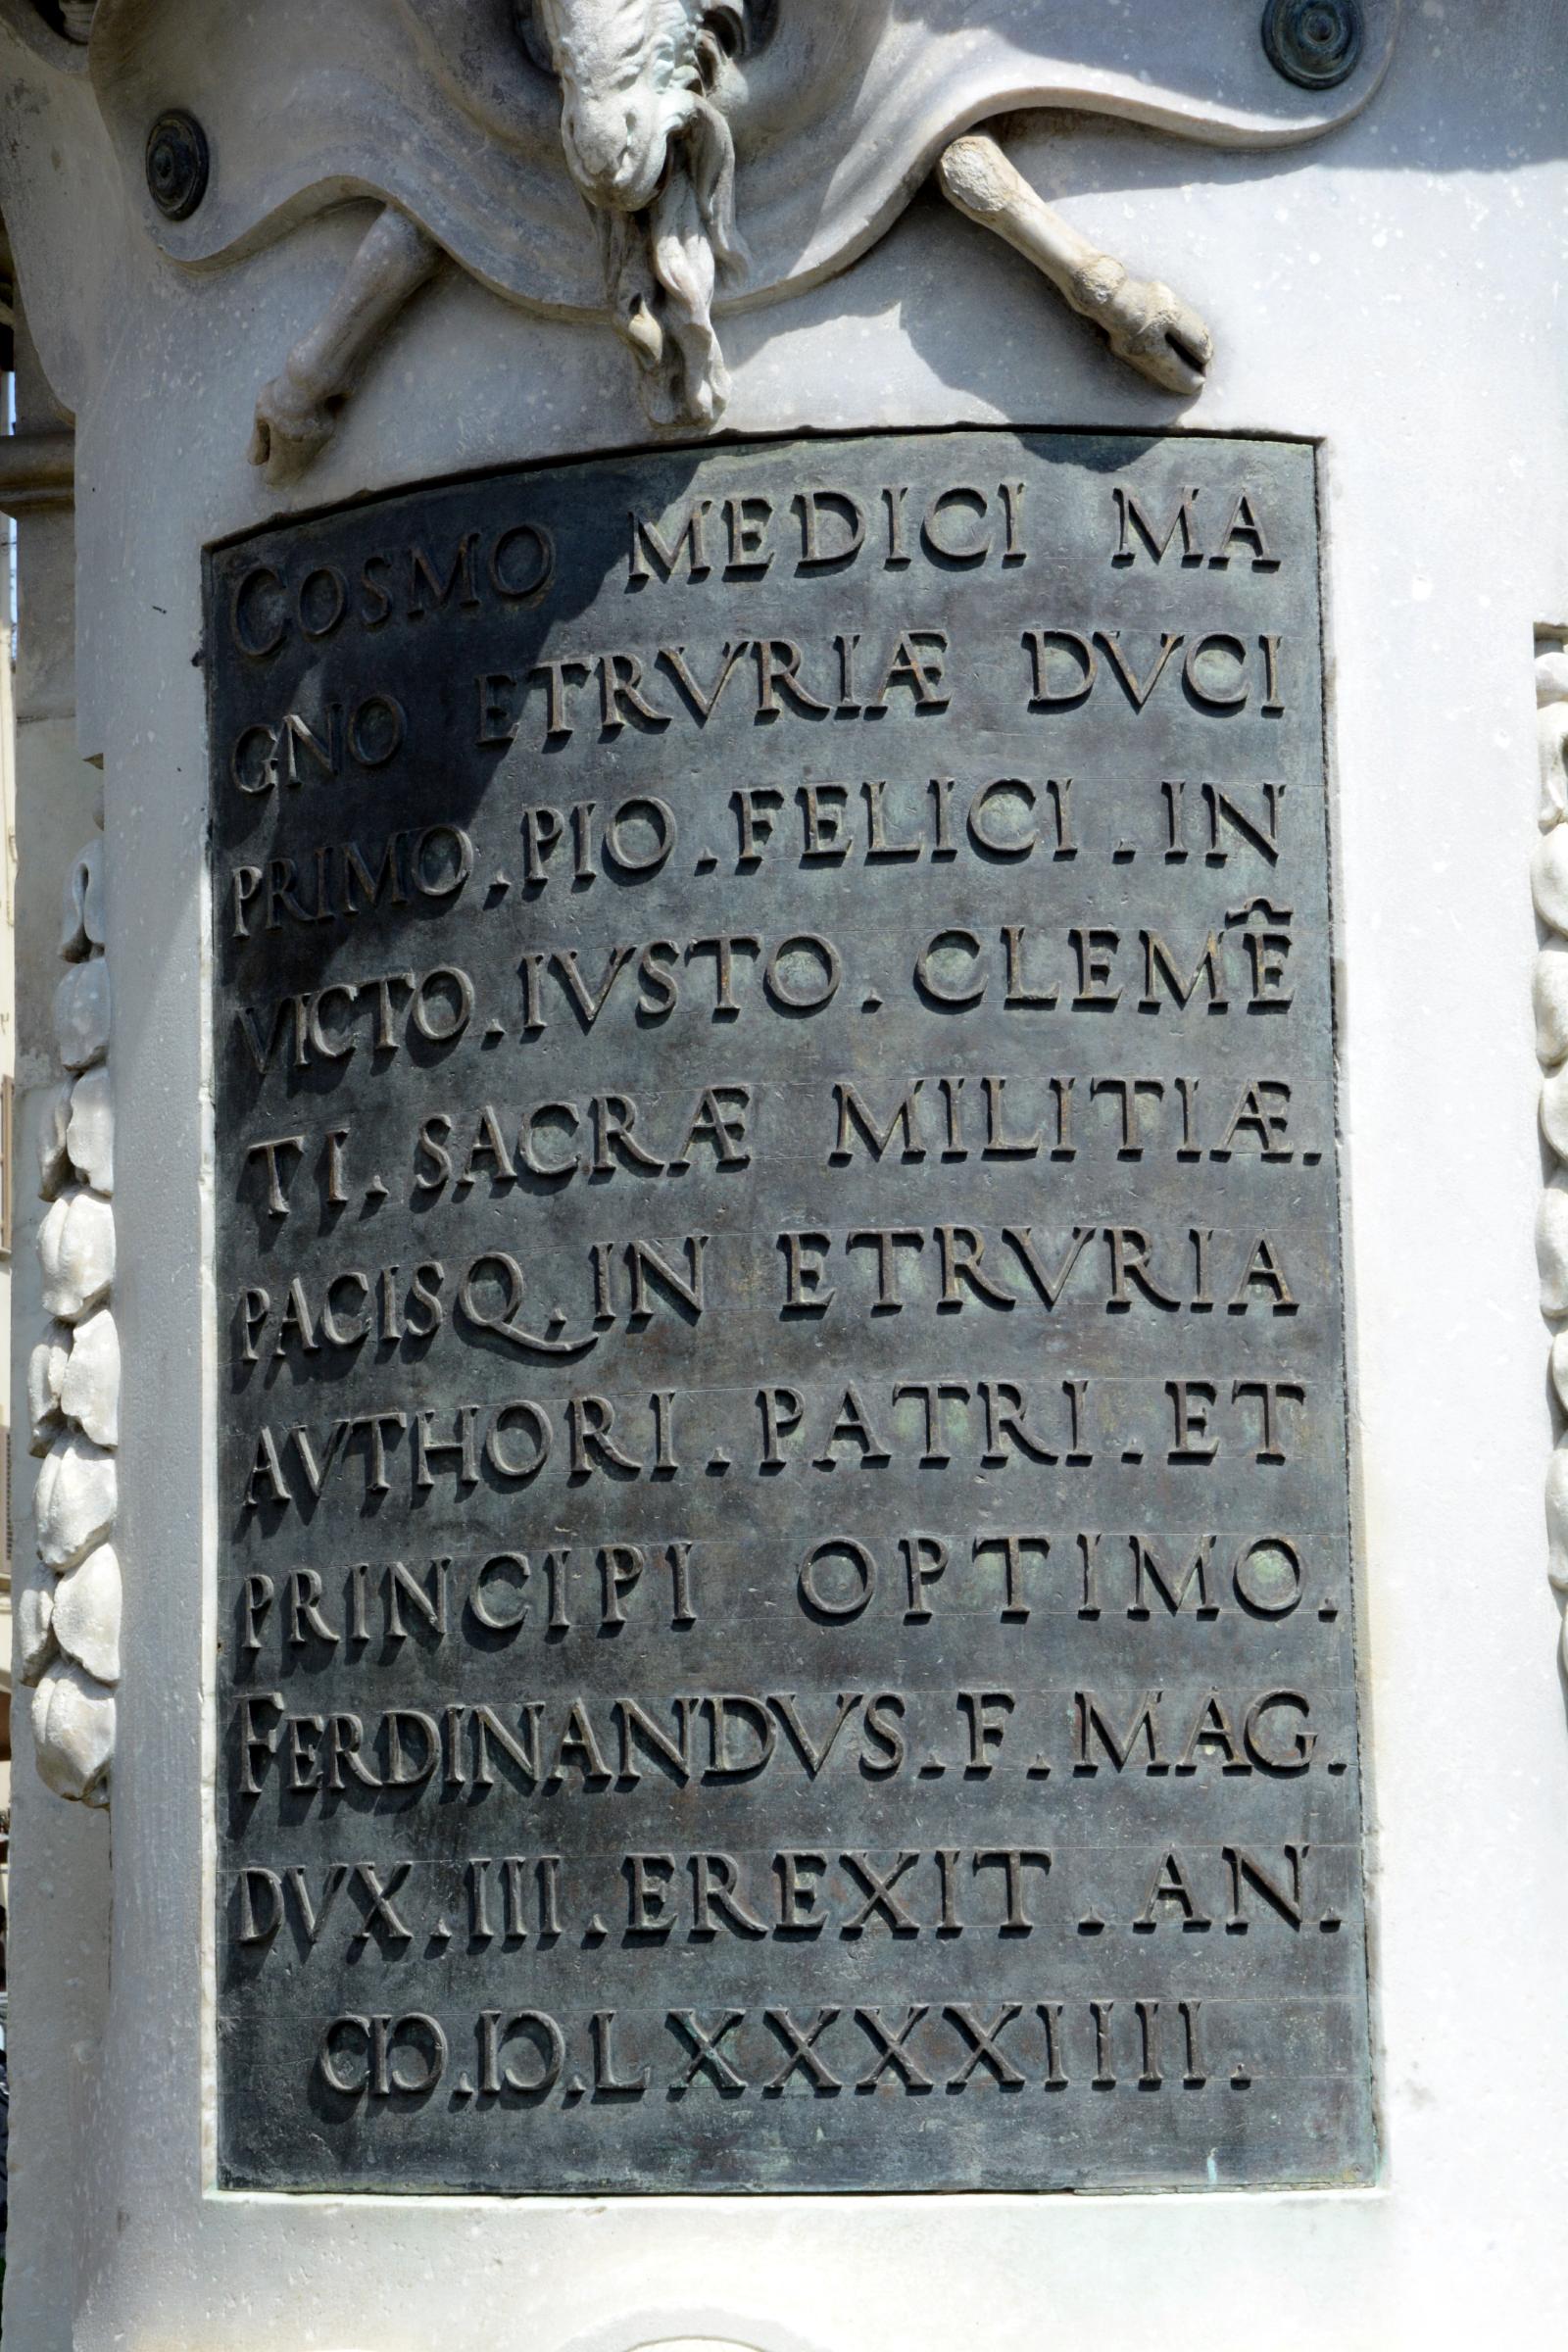 COSMO MEDICI MA
GNO ETRVRIÆ DVCI
PRIMO.PIO.FELICI.IN
VICTO.IVSTO.CLEMÊ
TI.SACRÆ MILITIÆ.
PACISQ.IN ETRVRIA
AVTHORI.PATRI.ET
PRINCIPI OPTIMO.
FERDINANDVS.F.MAG.
DVX.III.EREXIT.AN.
CIƆ.IƆ.LXXXXIIII.